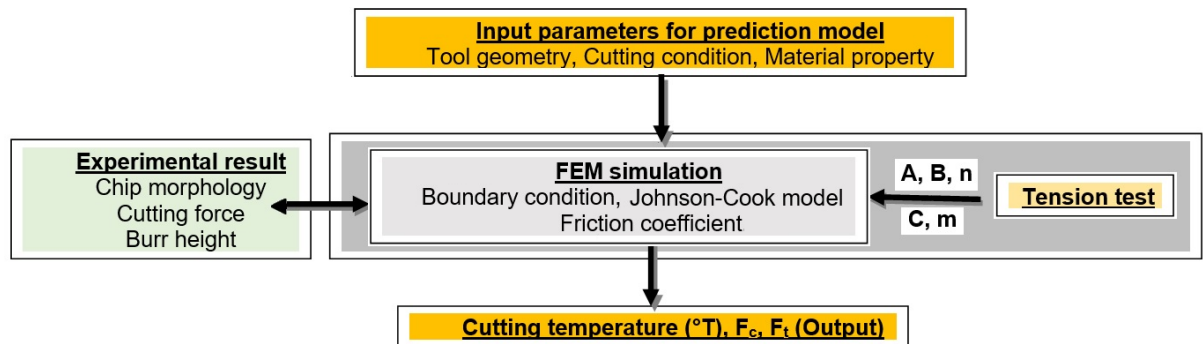 Input parameters for prediction model
Tool geometry, Cutting condition, Material property
Experimental result
Chip morphology
Cutting force
Burr height
FEM simulation
Boundary condition, Johnson-Cook model
Friction coefficient
A, B, n
C, m
Tension test
Cutting temperature (°T), F꜀, Fₜ (Output)